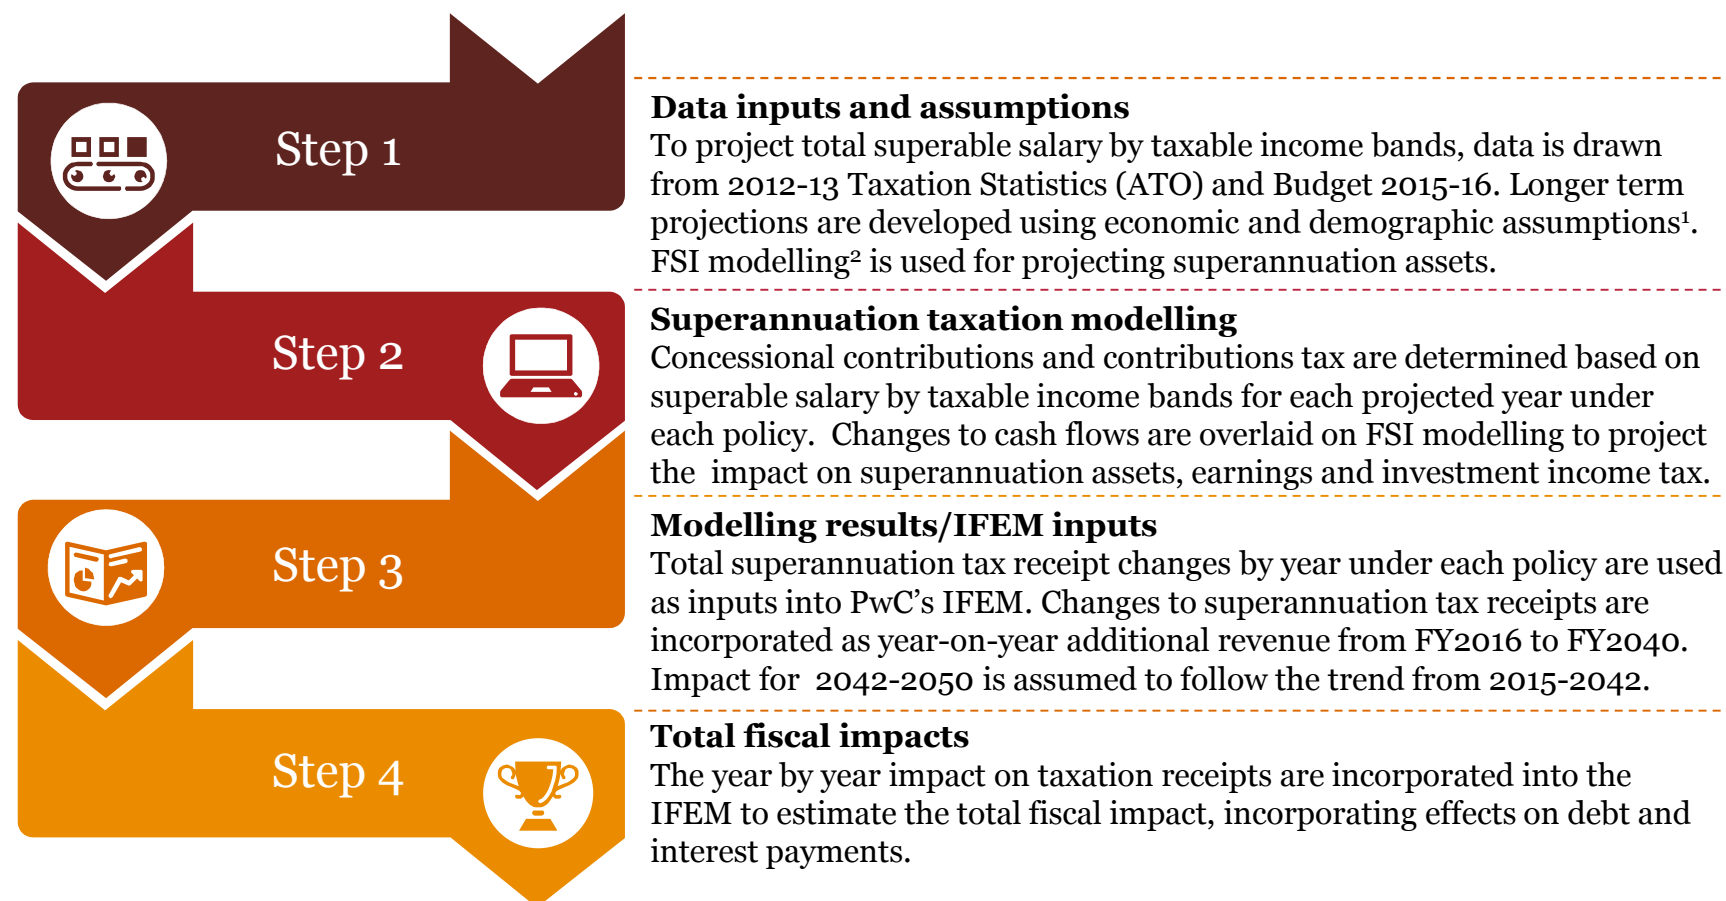 Step 1
Data inputs and assumptions
To project total superable salary by taxable income bands, data is drawn
from 2012-13 Taxation Statistics (ATO) and Budget 2015-16. Longer term
projections are developed using economic and demographic assumptions¹.
FSI modelling² is used for projecting superannuation assets.
Step 2
Superannuation taxation modelling
Concessional contributions and contributions tax are determined based on
superable salary by taxable income bands for each projected year under
each policy.  Changes to cash flows are overlaid on FSI modelling to project
the  impact on superannuation assets, earnings and investment income tax.
Step 3
Modelling results/IFEM inputs
Total superannuation tax receipt changes by year under each policy are used
as inputs into PwC’s IFEM. Changes to superannuation tax receipts are
incorporated as year-on-year additional revenue from FY2016 to FY2040.
Impact for  2042-2050 is assumed to follow the trend from 2015-2042.
Step 4
Total fiscal impacts
The year by year impact on taxation receipts are incorporated into the
IFEM to estimate the total fiscal impact, incorporating effects on debt and
interest payments.